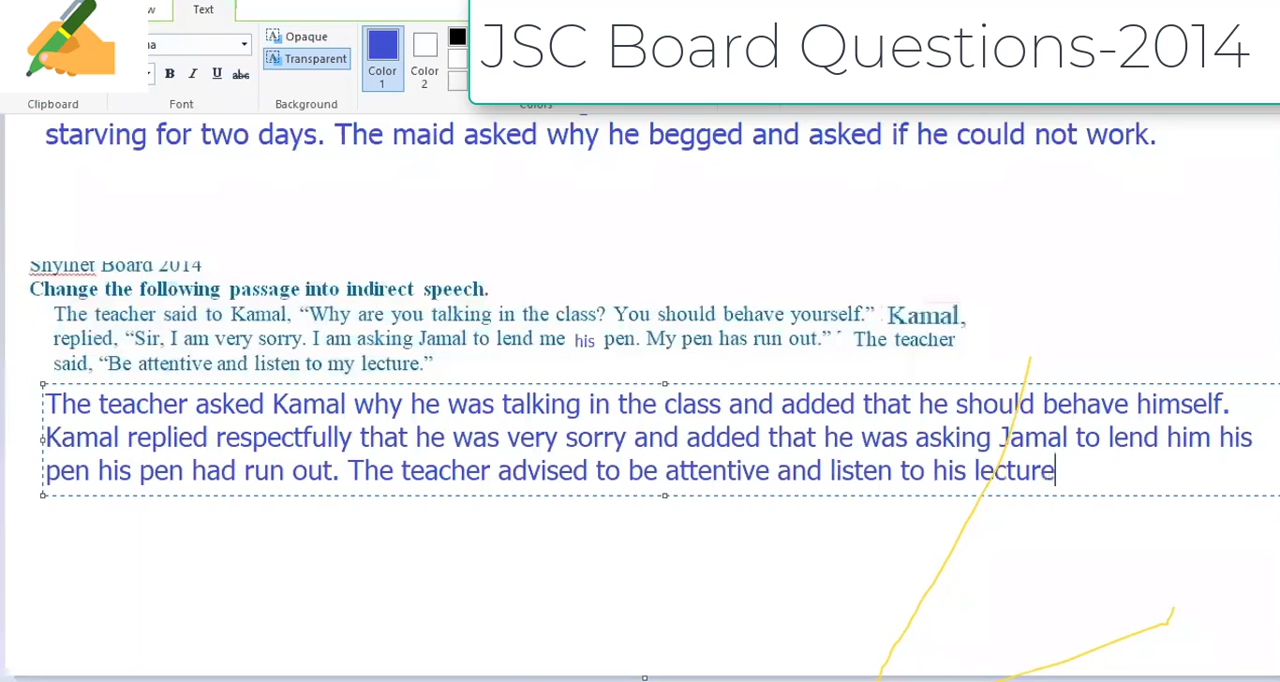 w Text
JSC Board Questions-2014
a
Opaque
Transparent
B I U abc
Color 1
Color 2
Clipboard Font Background Colors
starving for two days. The maid asked why he begged and asked if he could not work.
Shylhet Board 2014
Change the following passage into indirect speech.
The teacher said to Kamal, “Why are you talking in the class? You should behave yourself.” Kamal,
replied, “Sir, I am very sorry. I am asking Jamal to lend me his pen. My pen has run out.” The teacher
said, “Be attentive and listen to my lecture.”
The teacher asked Kamal why he was talking in the class and added that he should behave himself.
Kamal replied respectfully that he was very sorry and added that he was asking Jamal to lend him his
pen his pen had run out. The teacher advised to be attentive and listen to his lecture